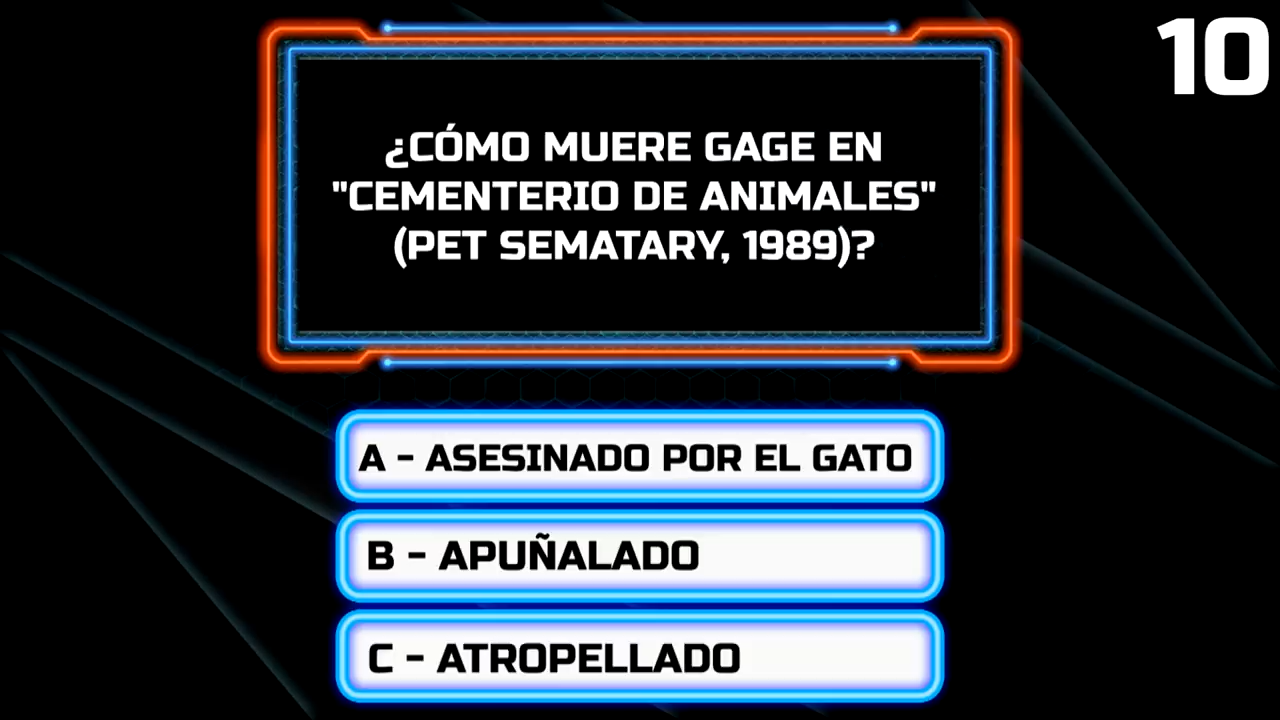 10
¿CÓMO MUERE GAGE EN
"CEMENTERIO DE ANIMALES"
(PET SEMATARY, 1989)?
A - ASESINADO POR EL GATO
B - APUÑALADO
C - ATROPELLADO